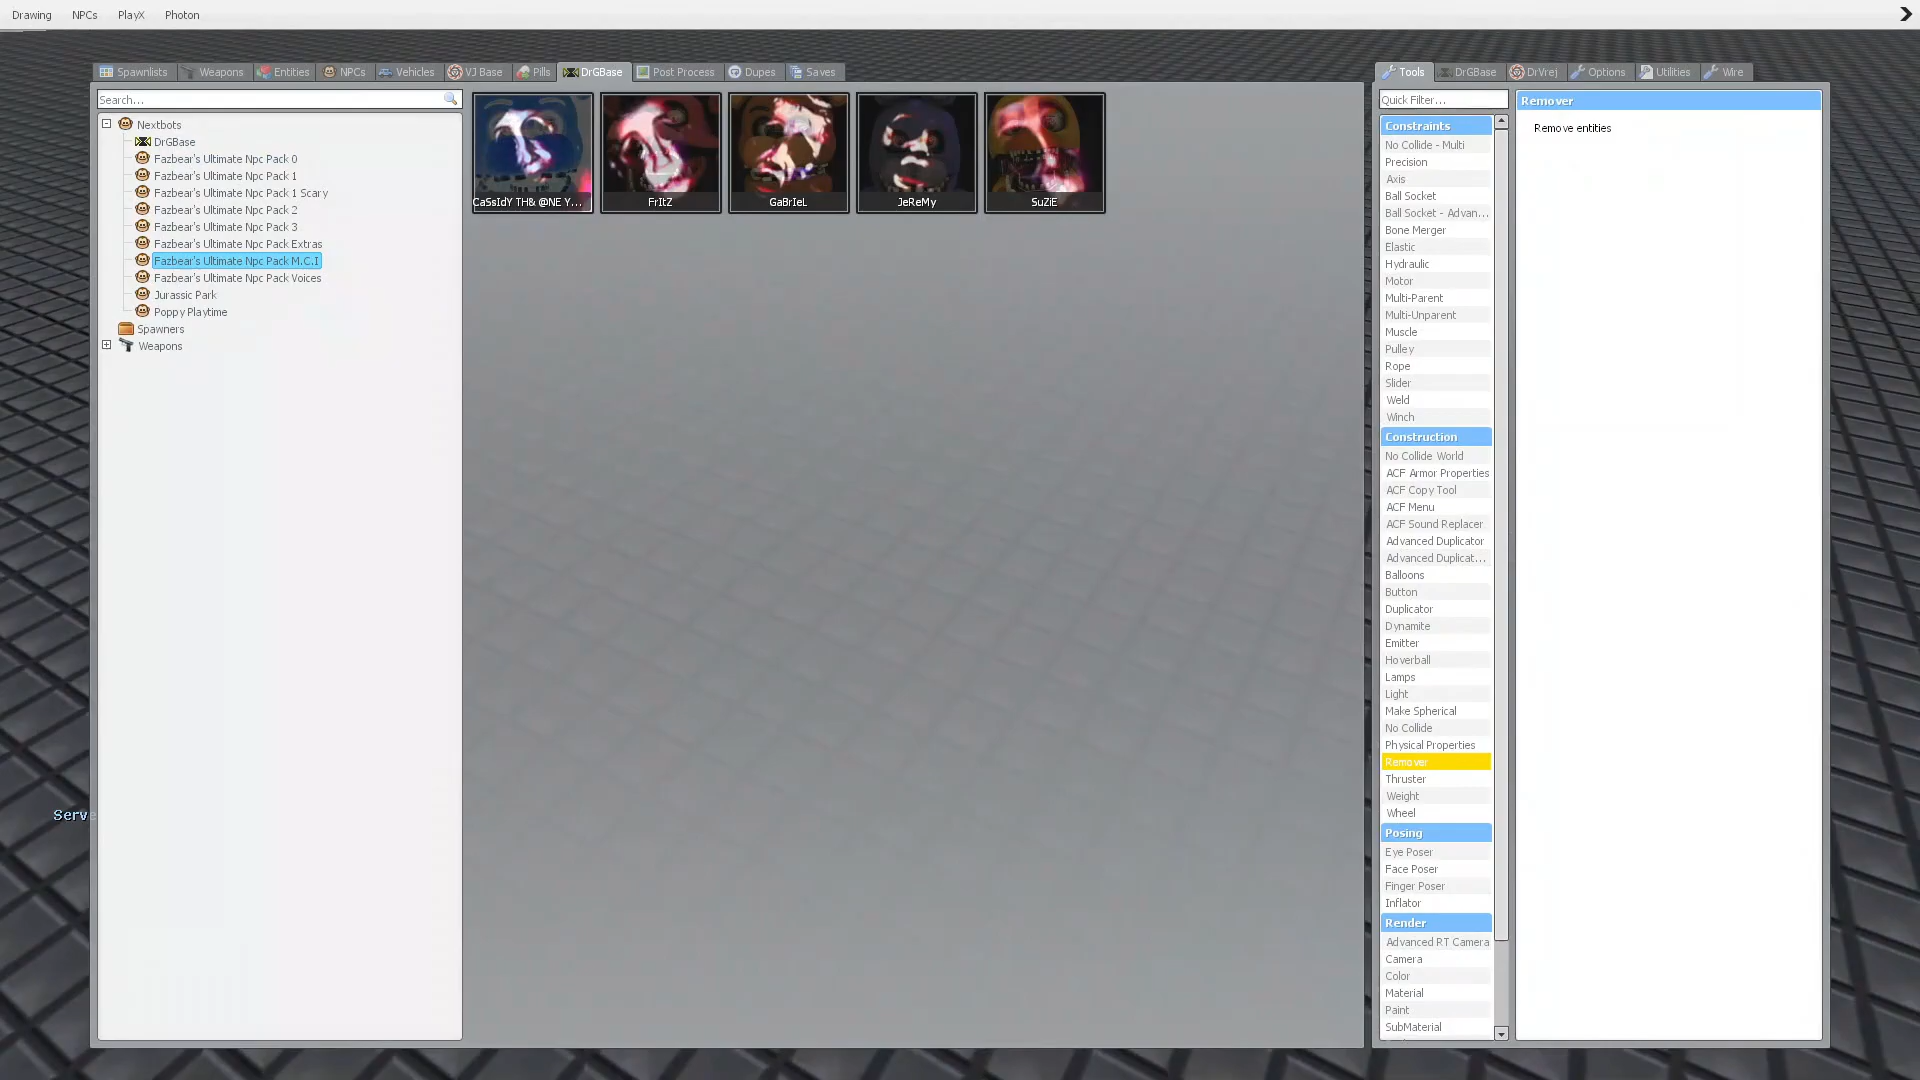 Drawing NPCs PlayX Photon
Spawnlists Weapons Entities NPCs Vehicles VJ Base Pills DrGBase Post Process Dupes Saves
Search...
Nextbots
DrGBase
Fazbear's Ultimate Npc Pack 0
Fazbear's Ultimate Npc Pack 1
Fazbear's Ultimate Npc Pack 1 Scary
Fazbear's Ultimate Npc Pack 2
Fazbear's Ultimate Npc Pack 3
Fazbear's Ultimate Npc Pack Extras
Fazbear's Ultimate Npc Pack M.C.I
Fazbear's Ultimate Npc Pack Voices
Jurassic Park
Poppy Playtime
Spawners
Weapons
Serv
CaSsIdY TH& @NE Y... FrItZ GaBrIeL JeReMy SuZiE
Tools DrGBase DrVrej Options Utilities Wire
Quick Filter...
Constraints
No Collide - Multi
Precision
Axis
Ball Socket
Ball Socket - Advan...
Bone Merger
Elastic
Hydraulic
Motor
Multi-Parent
Multi-Unparent
Muscle
Pulley
Rope
Slider
Weld
Winch
Construction
No Collide World
ACF Armor Properties
ACF Copy Tool
ACF Menu
ACF Sound Replacer
Advanced Duplicator
Advanced Duplicat...
Balloons
Button
Duplicator
Dynamite
Emitter
Hoverball
Lamps
Light
Make Spherical
No Collide
Physical Properties
Remover
Thruster
Weight
Wheel
Posing
Eye Poser
Face Poser
Finger Poser
Inflator
Render
Advanced RT Camera
Camera
Color
Material
Paint
SubMaterial
Remover
Remove entities